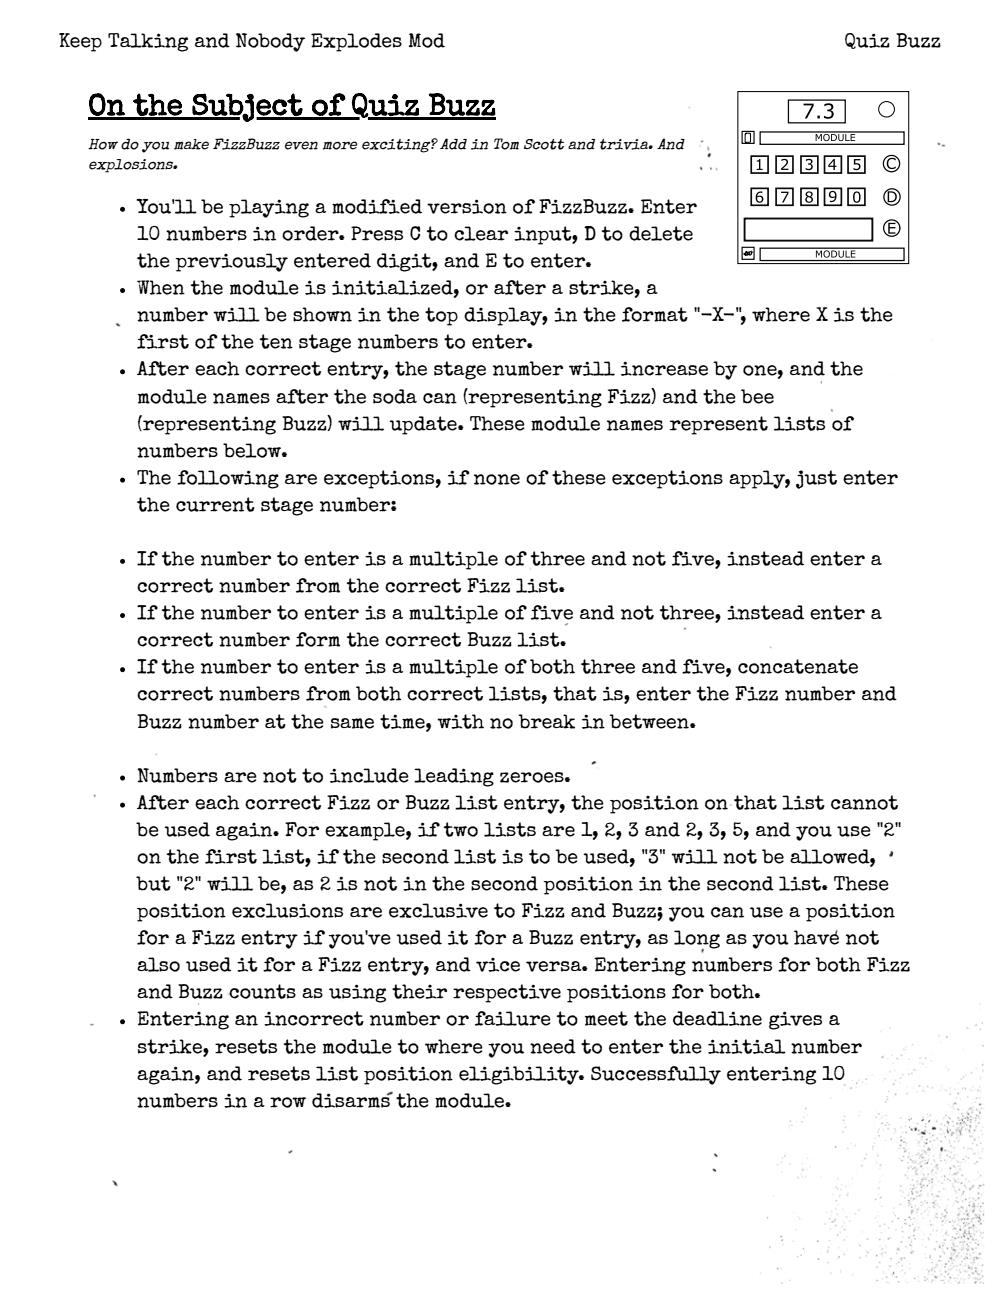 Keep Talking and Nobody Explodes Mod
Quiz Buzz
On the Subject of Quiz Buzz
How do you make FizzBuzz even more exciting? Add in Tom Scott and trivia. And
explosions.
7.3
MODULE
1 2 3 4 5 C
6 7 8 9 0 D
E
MODULE
• You'll be playing a modified version of FizzBuzz. Enter
10 numbers in order. Press C to clear input, D to delete
the previously entered digit, and E to enter.
• When the module is initialized, or after a strike, a
number will be shown in the top display, in the format "-X-", where X is the
first of the ten stage numbers to enter.
• After each correct entry, the stage number will increase by one, and the
module names after the soda can (representing Fizz) and the bee
(representing Buzz) will update. These module names represent lists of
numbers below.
• The following are exceptions, if none of these exceptions apply, just enter
the current stage number:
• If the number to enter is a multiple of three and not five, instead enter a
correct number from the correct Fizz list.
• If the number to enter is a multiple of five and not three, instead enter a
correct number form the correct Buzz list.
• If the number to enter is a multiple of both three and five, concatenate
correct numbers from both correct lists, that is, enter the Fizz number and
Buzz number at the same time, with no break in between.
• Numbers are not to include leading zeroes.
• After each correct Fizz or Buzz list entry, the position on that list cannot
be used again. For example, if two lists are 1, 2, 3 and 2, 3, 5, and you use "2"
on the first list, if the second list is to be used, "3" will not be allowed,
but "2" will be, as 2 is not in the second position in the second list. These
position exclusions are exclusive to Fizz and Buzz; you can use a position
for a Fizz entry if you've used it for a Buzz entry, as long as you have not
also used it for a Fizz entry, and vice versa. Entering numbers for both Fizz
and Buzz counts as using their respective positions for both.
• Entering an incorrect number or failure to meet the deadline gives a
strike, resets the module to where you need to enter the initial number
again, and resets list position eligibility. Successfully entering 10
numbers in a row disarms the module.